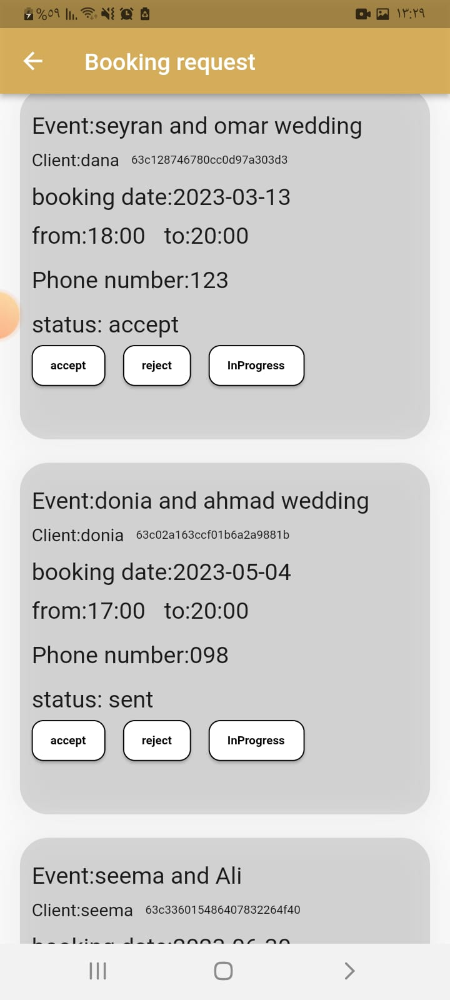 %٥٩ ١٣:٢٩
Booking request
Event:seyran and omar wedding
Client:dana 63c128746780cc0d97a303d3
booking date:2023-03-13
from:18:00 to:20:00
Phone number:123
status: accept
accept reject InProgress
Event:donia and ahmad wedding
Client:donia 63c02a163ccf01b6a2a9881b
booking date:2023-05-04
from:17:00 to:20:00
Phone number:098
status: sent
accept reject InProgress
Event:seema and Ali
Client:seema 63c336015486407832264f40
booking date: